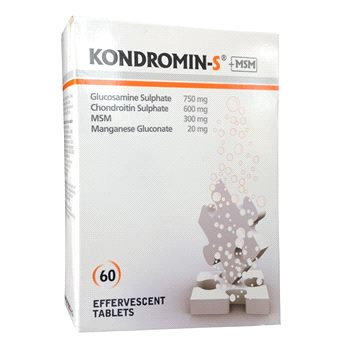 KONDROMIN-S® +MSM
Glucosamine Sulphate 750 mg
Chondroitin Sulphate 600 mg
MSM 300 mg
Manganese Gluconate 20 mg
60
EFFERVESCENT
TABLETS